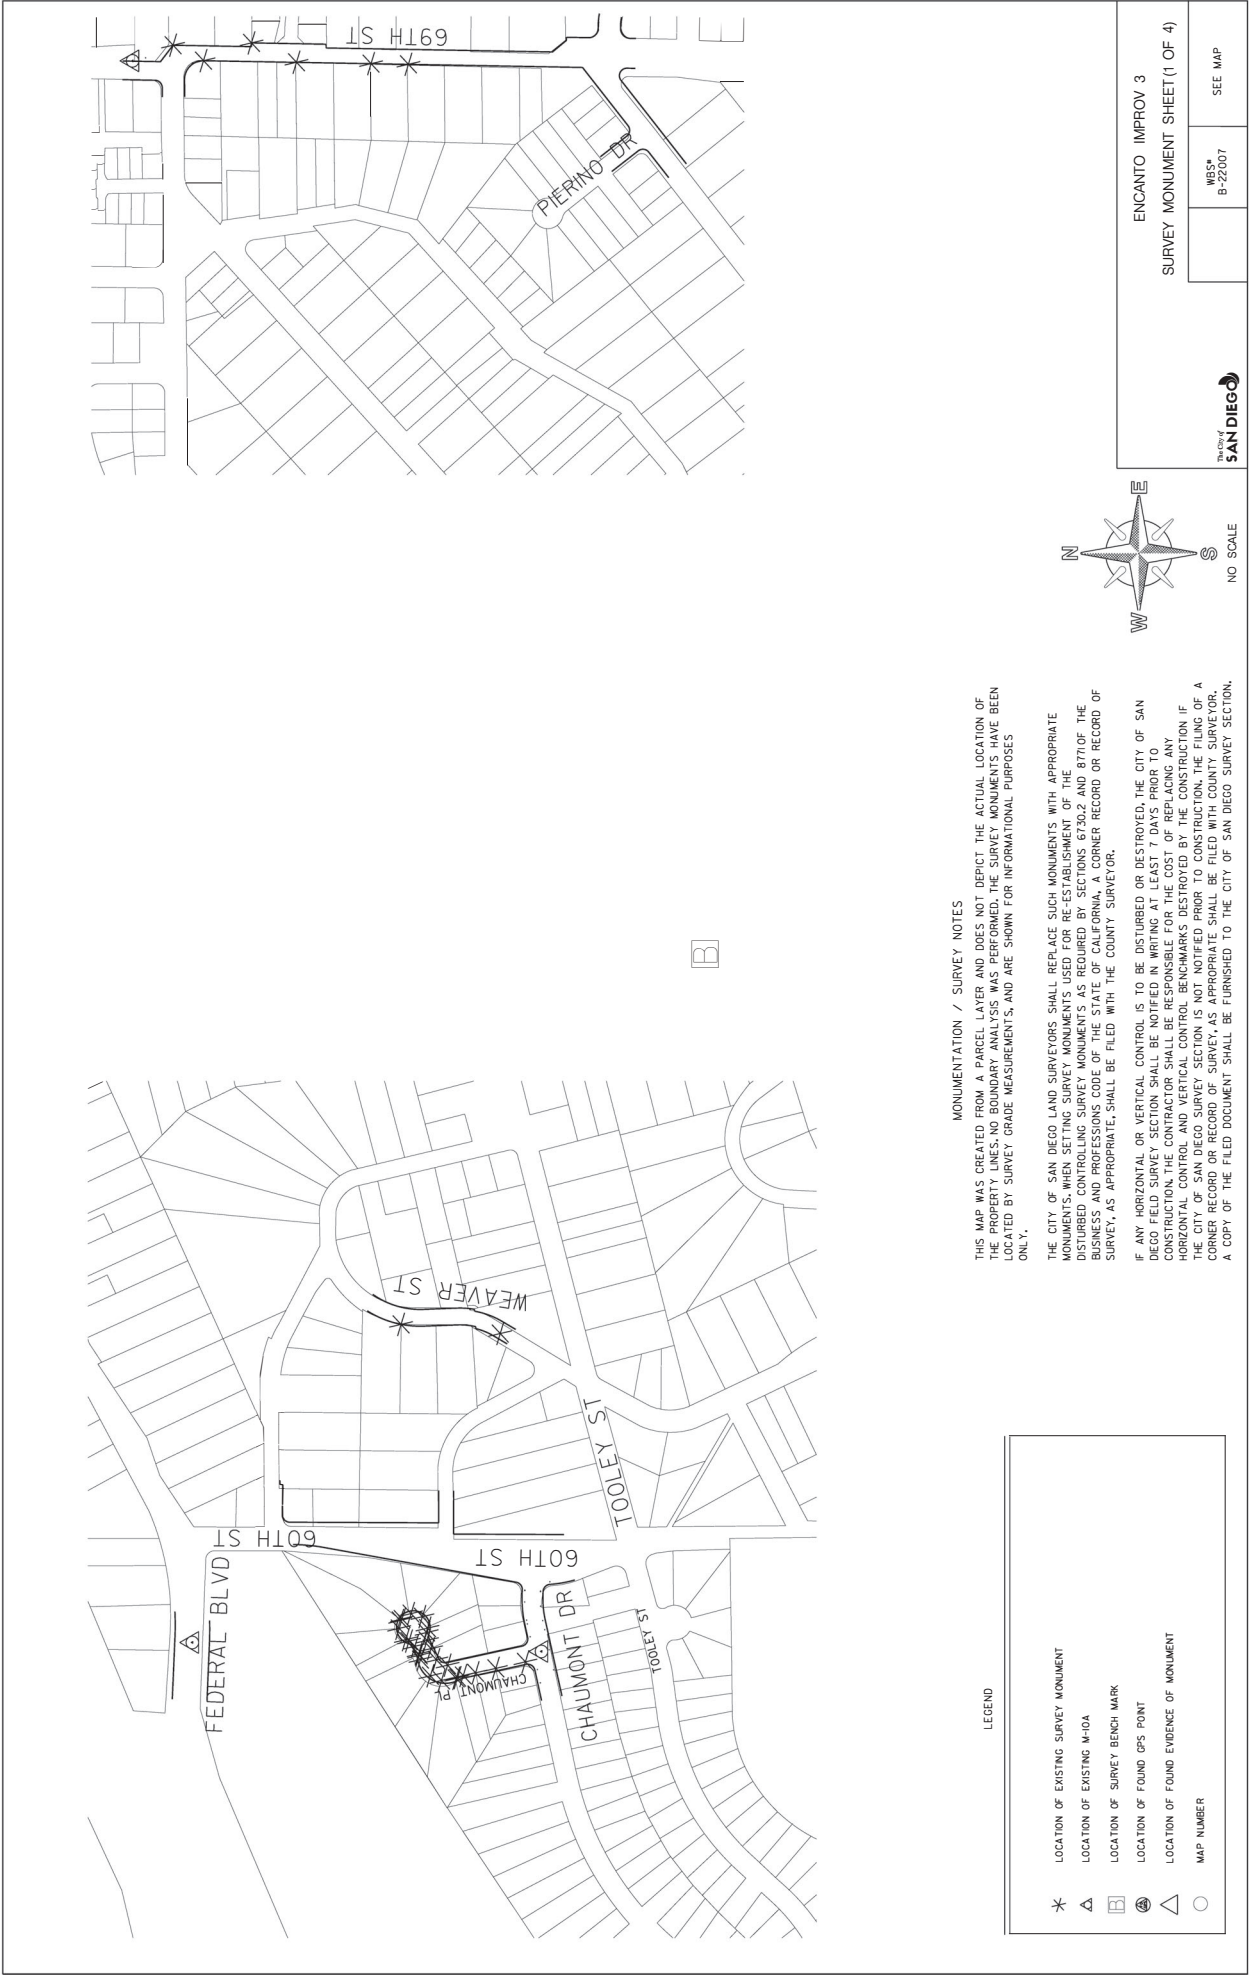 FEDERAL BLVD
60TH ST
60TH ST
CHAUMONT PL
CHAUMONT DR
TOOLEY ST
TOOLEY ST
WEAVER ST
69TH ST
PIERINO DR
B
LEGEND
LOCATION OF EXISTING SURVEY MONUMENT
LOCATION OF EXISTING M-10A
B LOCATION OF SURVEY BENCH MARK
LOCATION OF FOUND GPS POINT
LOCATION OF FOUND EVIDENCE OF MONUMENT
MAP NUMBER
MONUMENTATION / SURVEY NOTES
THIS MAP WAS CREATED FROM A PARCEL LAYER AND DOES NOT DEPICT THE ACTUAL LOCATION OF
THE PROPERTY LINES. NO BOUNDARY ANALYSIS WAS PERFORMED. THE SURVEY MONUMENTS HAVE BEEN
LOCATED BY SURVEY GRADE MEASUREMENTS, AND ARE SHOWN FOR INFORMATIONAL PURPOSES
ONLY.
THE CITY OF SAN DIEGO LAND SURVEYORS SHALL REPLACE SUCH MONUMENTS WITH APPROPRIATE
MONUMENTS. WHEN SETTING SURVEY MONUMENTS USED FOR RE-ESTABLISHMENT OF THE
DISTURBED CONTROLLING SURVEY MONUMENTS AS REQUIRED BY SECTIONS 6730.2 AND 8771 OF THE
BUSINESS AND PROFESSIONS CODE OF THE STATE OF CALIFORNIA, A CORNER RECORD OR RECORD OF
SURVEY, AS APPROPRIATE, SHALL BE FILED WITH THE COUNTY SURVEYOR.
IF ANY HORIZONTAL OR VERTICAL CONTROL IS TO BE DISTURBED OR DESTROYED, THE CITY OF SAN
DIEGO FIELD SURVEY SECTION SHALL BE NOTIFIED IN WRITING AT LEAST 7 DAYS PRIOR TO
CONSTRUCTION. THE CONTRACTOR SHALL BE RESPONSIBLE FOR THE COST OF REPLACING ANY
HORIZONTAL CONTROL AND VERTICAL CONTROL BENCHMARKS DESTROYED BY THE CONSTRUCTION IF
THE CITY OF SAN DIEGO SURVEY SECTION IS NOT NOTIFIED PRIOR TO CONSTRUCTION. THE FILING OF A
CORNER RECORD OR RECORD OF SURVEY, AS APPROPRIATE SHALL BE FILED WITH COUNTY SURVEYOR.
A COPY OF THE FILED DOCUMENT SHALL BE FURNISHED TO THE CITY OF SAN DIEGO SURVEY SECTION.
N
W E
S
NO SCALE
The City of
SAN DIEGO
ENCANTO IMPROV 3
SURVEY MONUMENT SHEET (1 OF 4)
WBS#
B-22007
SEE MAP